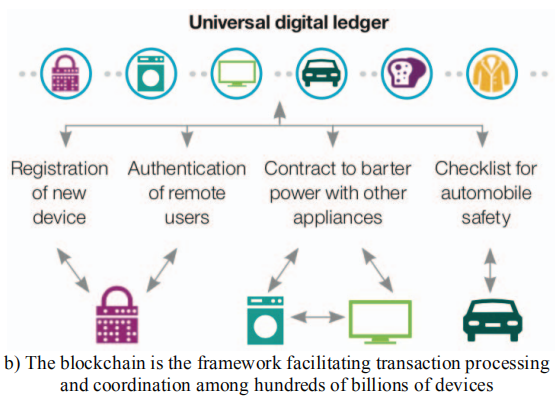 Universal digital ledger
Registration
of new
device
Authentication
of remote
users
Contract to barter
power with other
appliances
Checklist for
automobile
safety
b) The blockchain is the framework facilitating transaction processing
and coordination among hundreds of billions of devices